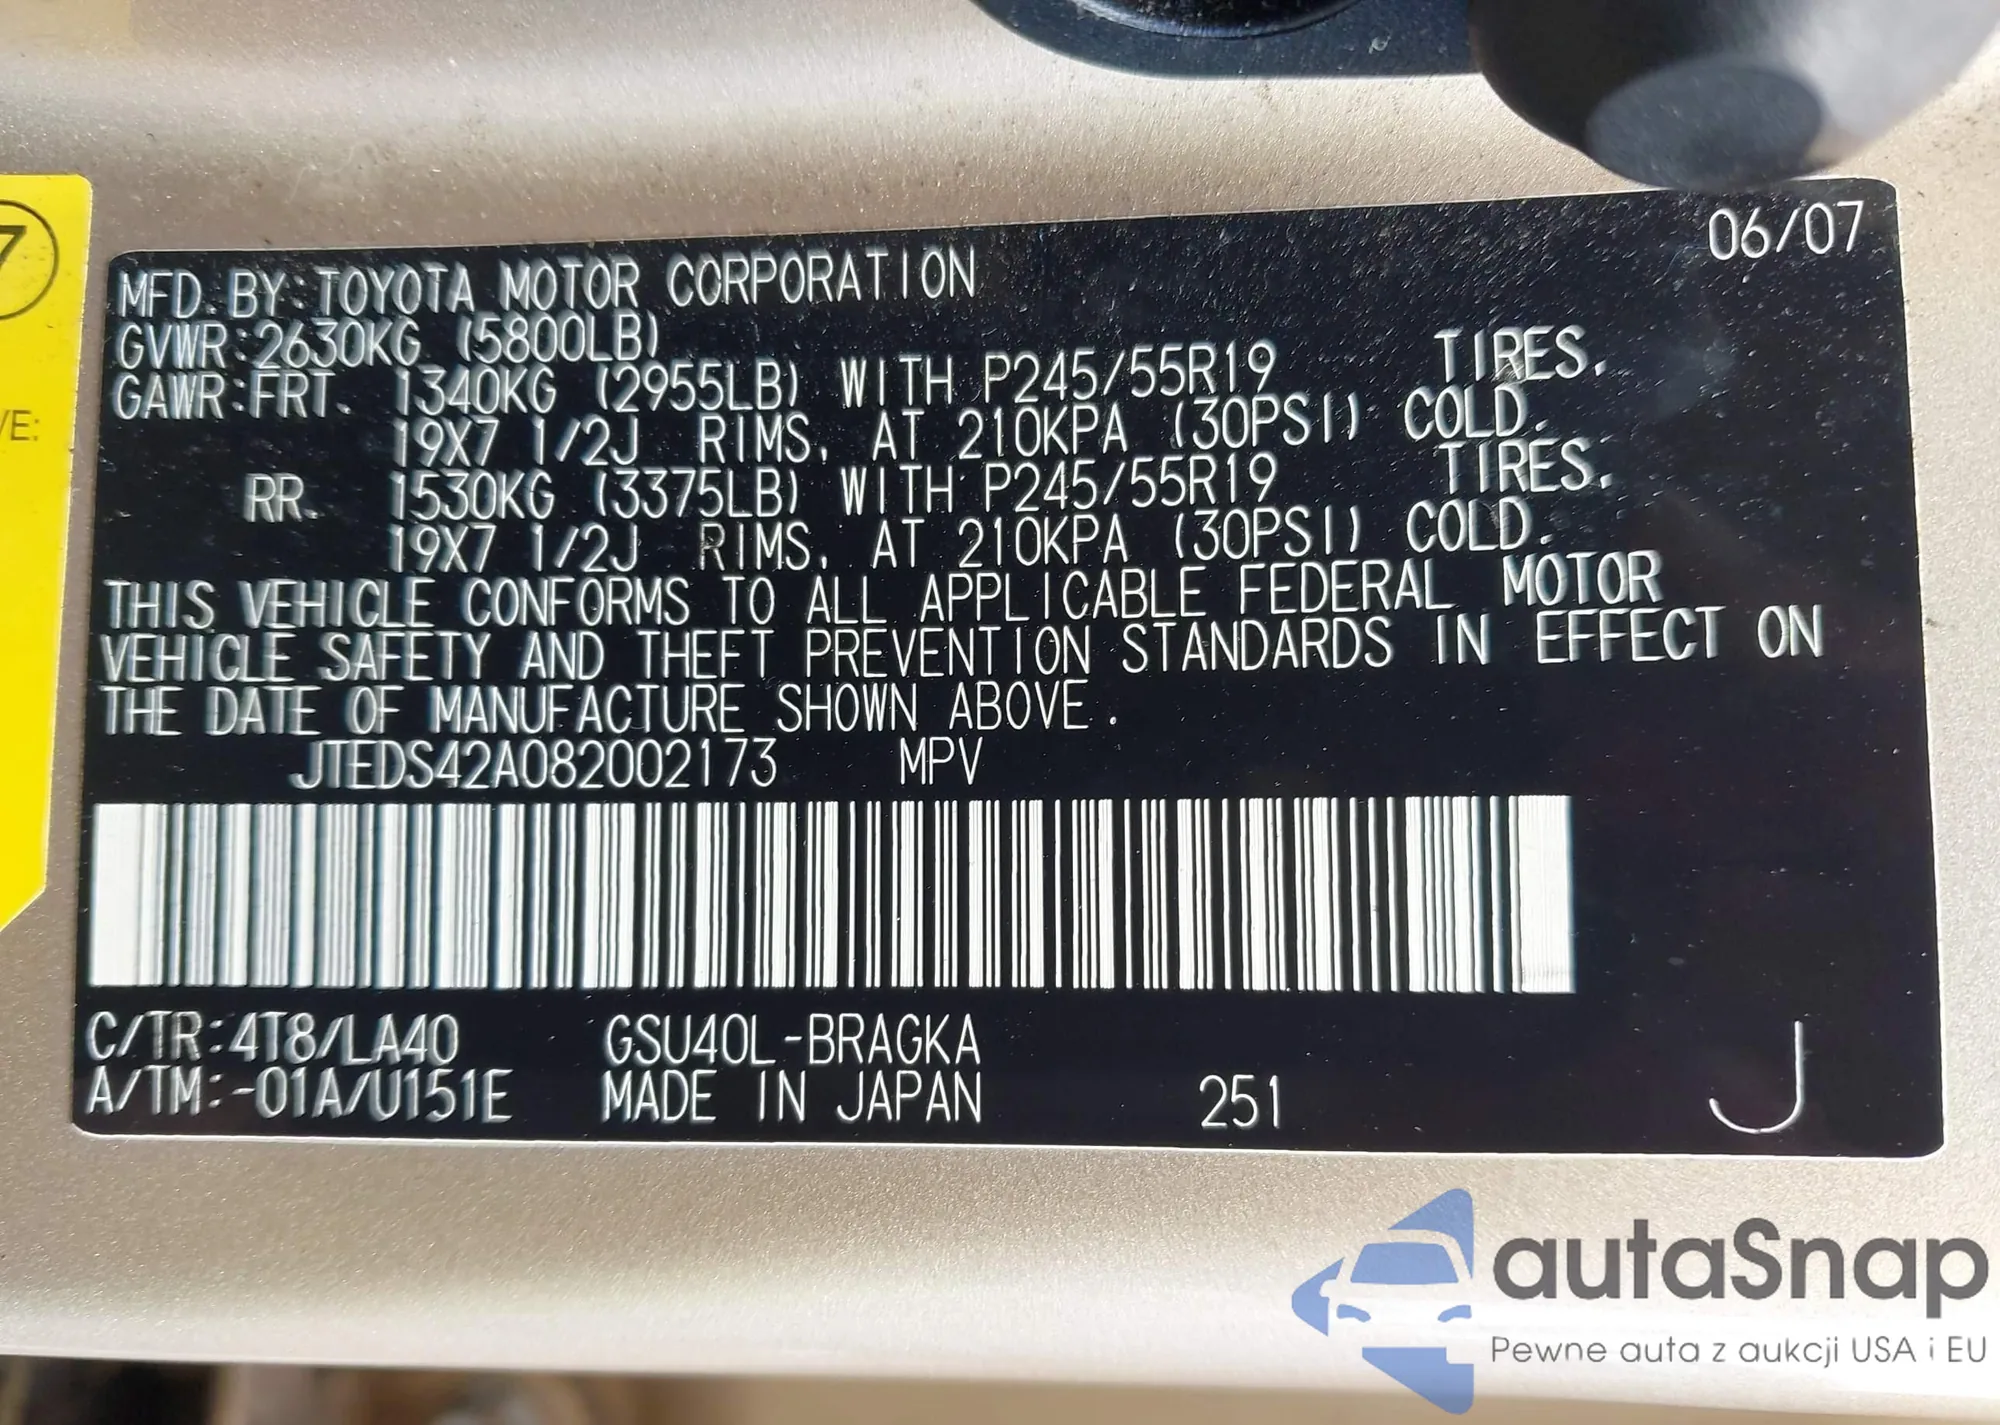 06/07
MFD. BY: TOYOTA MOTOR CORPORATION
GVWR: 2630KG (5800LB)
GAWR: FRT. 1340KG (2955LB) WITH P245/55R19 TIRES,
19X7 1/2J RIMS, AT 210KPA (30PSI) COLD.
RR. 1530KG (3375LB) WITH P245/55R19 TIRES,
19X7 1/2J RIMS, AT 210KPA (30PSI) COLD.
THIS VEHICLE CONFORMS TO ALL APPLICABLE FEDERAL MOTOR
VEHICLE SAFETY AND THEFT PREVENTION STANDARDS IN EFFECT ON
THE DATE OF MANUFACTURE SHOWN ABOVE.
JTEDS42A082002173 MPV
C/TR: 4T8/LA40 GSU40L-BRAGKA
A/TM: -01A/U151E MADE IN JAPAN 251 J
7
/E:
autaSnap
Pewne auta z aukcji USA i EU